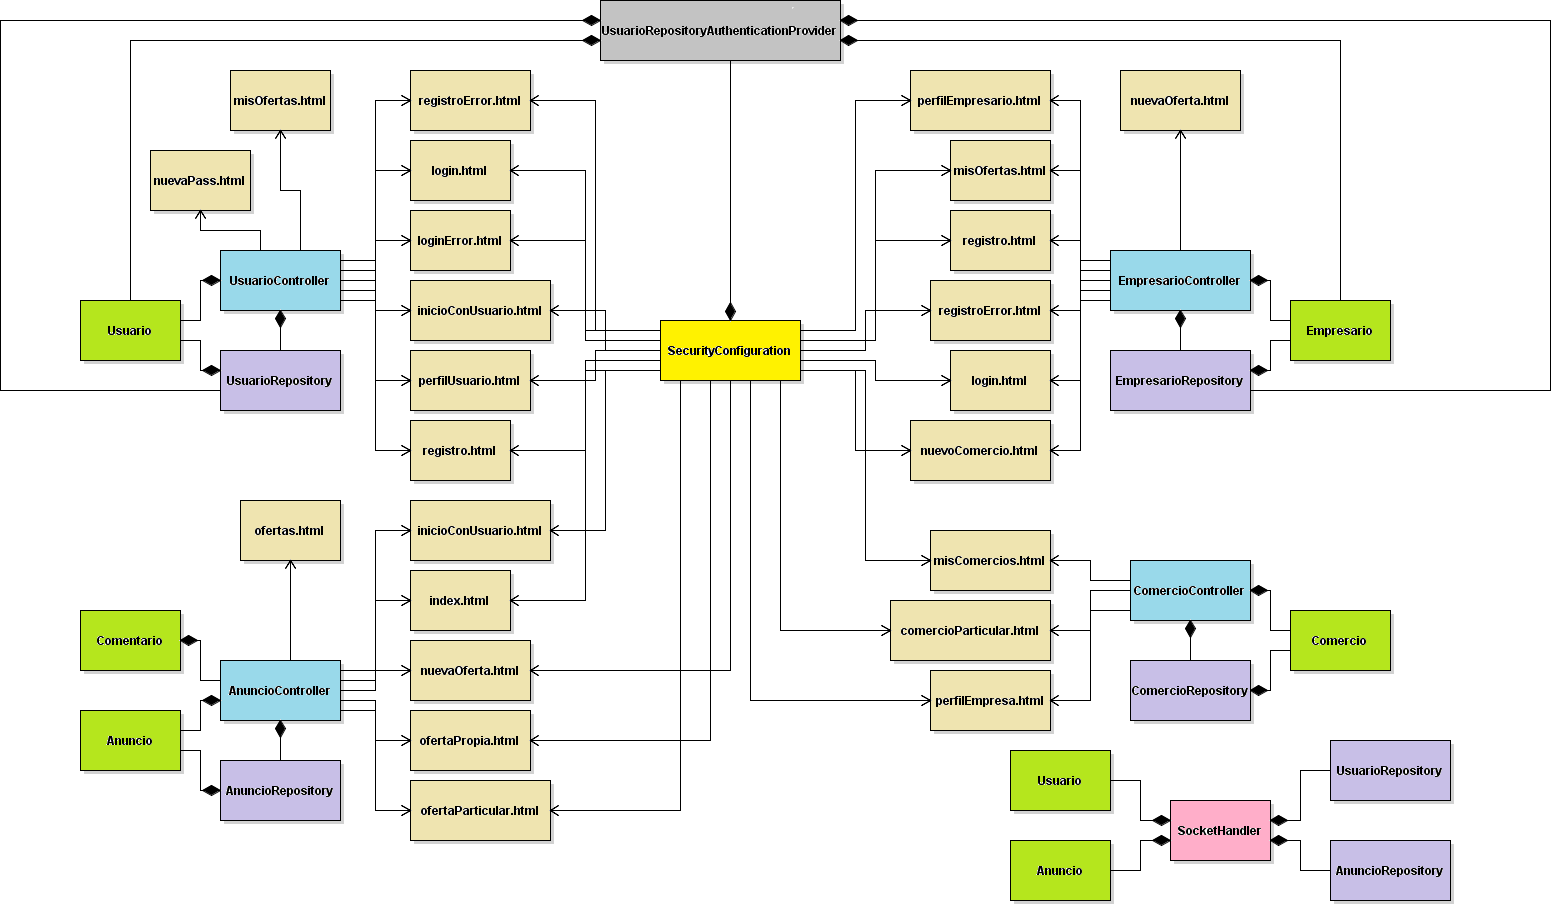 UsuarioRepositoryAuthenticationProvider
misOfertas.html
registroError.html
perfilEmpresario.html
nuevaOferta.html
nuevaPass.html
login.html
misOfertas.html
loginError.html
registro.html
UsuarioController
EmpresarioController
inicioConUsuario.html
registroError.html
Usuario
Empresario
SecurityConfiguration
UsuarioRepository
perfilUsuario.html
login.html
EmpresarioRepository
registro.html
nuevoComercio.html
ofertas.html
inicioConUsuario.html
misComercios.html
index.html
ComercioController
Comentario
comercioParticular.html
Comercio
nuevaOferta.html
AnuncioController
perfilEmpresa.html
ComercioRepository
Anuncio
ofertaPropia.html
Usuario
UsuarioRepository
AnuncioRepository
ofertaParticular.html
SocketHandler
Anuncio
AnuncioRepository